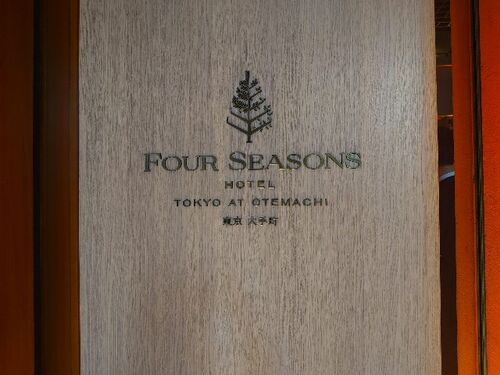 FOUR SEASONS
HOTEL
TOKYO AT OTEMACHI
東京 大手町